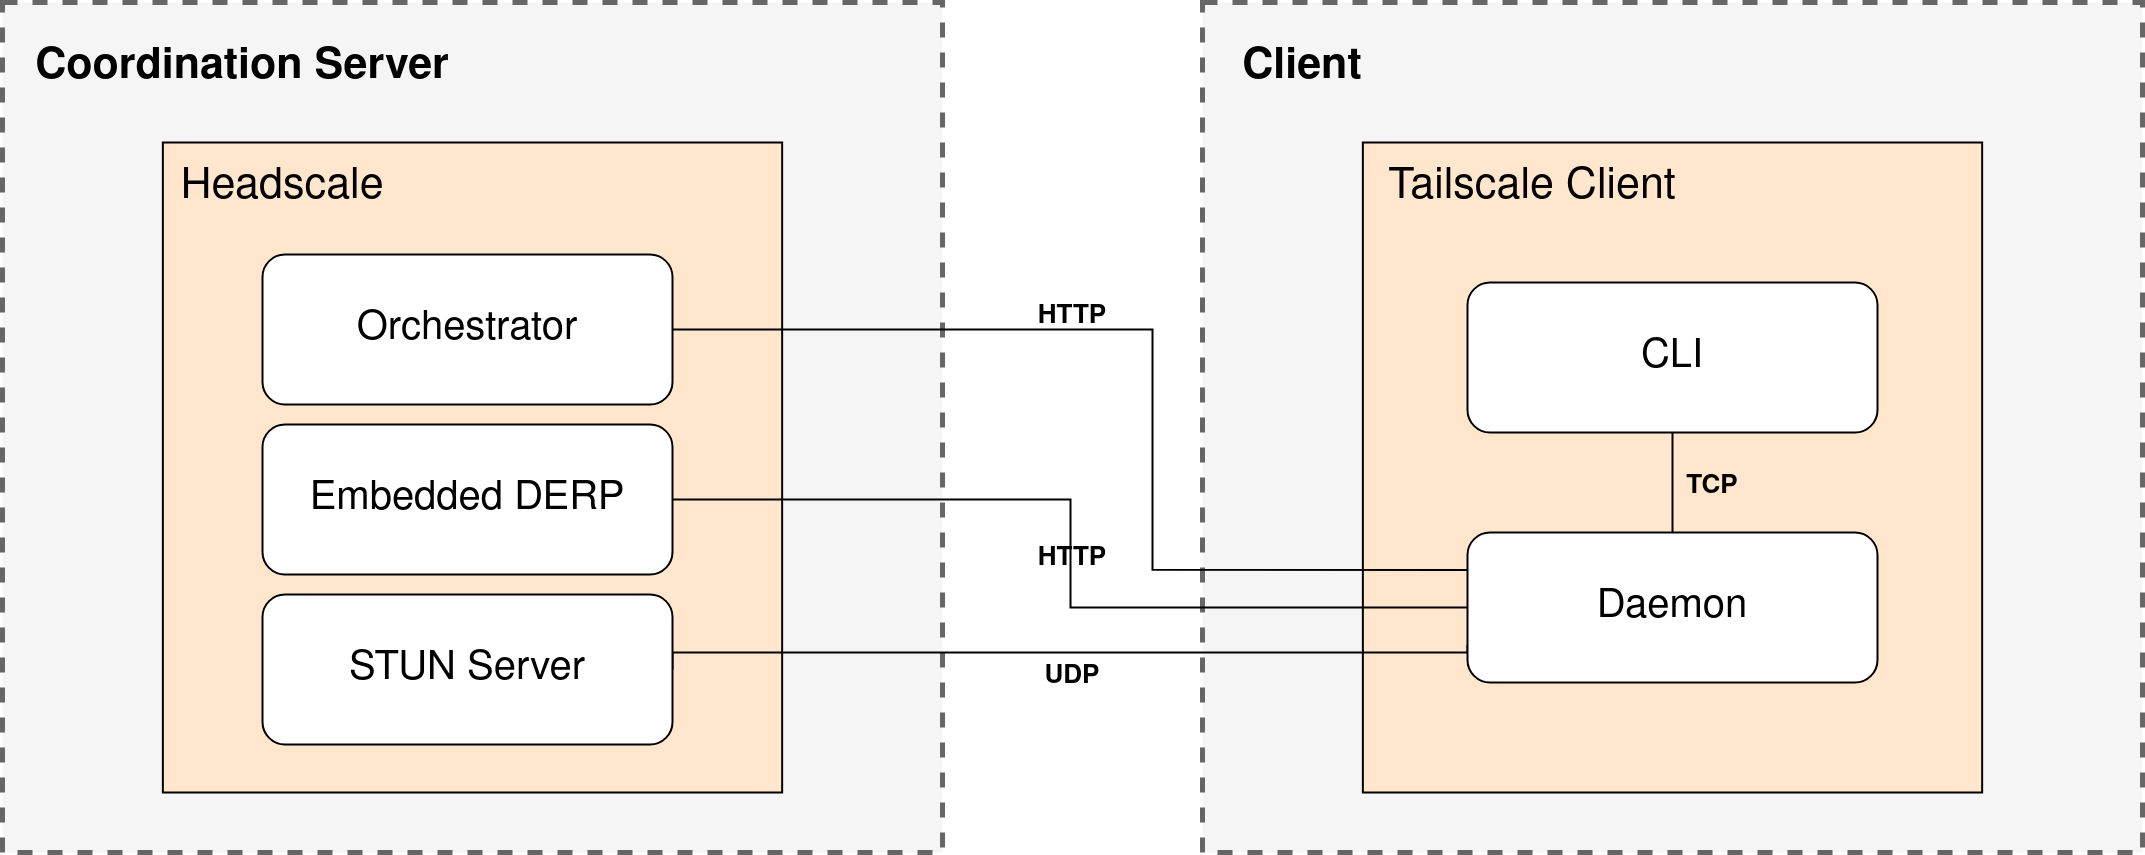 Coordination Server
Headscale
Orchestrator
Embedded DERP
STUN Server
HTTP
HTTP
UDP
Client
Tailscale Client
CLI
TCP
Daemon